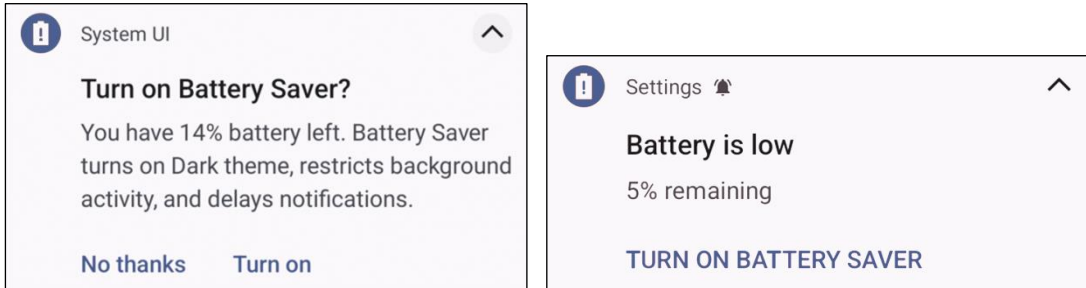 System UI
Turn on Battery Saver?
You have 14% battery left. Battery Saver
turns on Dark theme, restricts background
activity, and delays notifications.
No thanks Turn on
Settings
Battery is low
5% remaining
TURN ON BATTERY SAVER